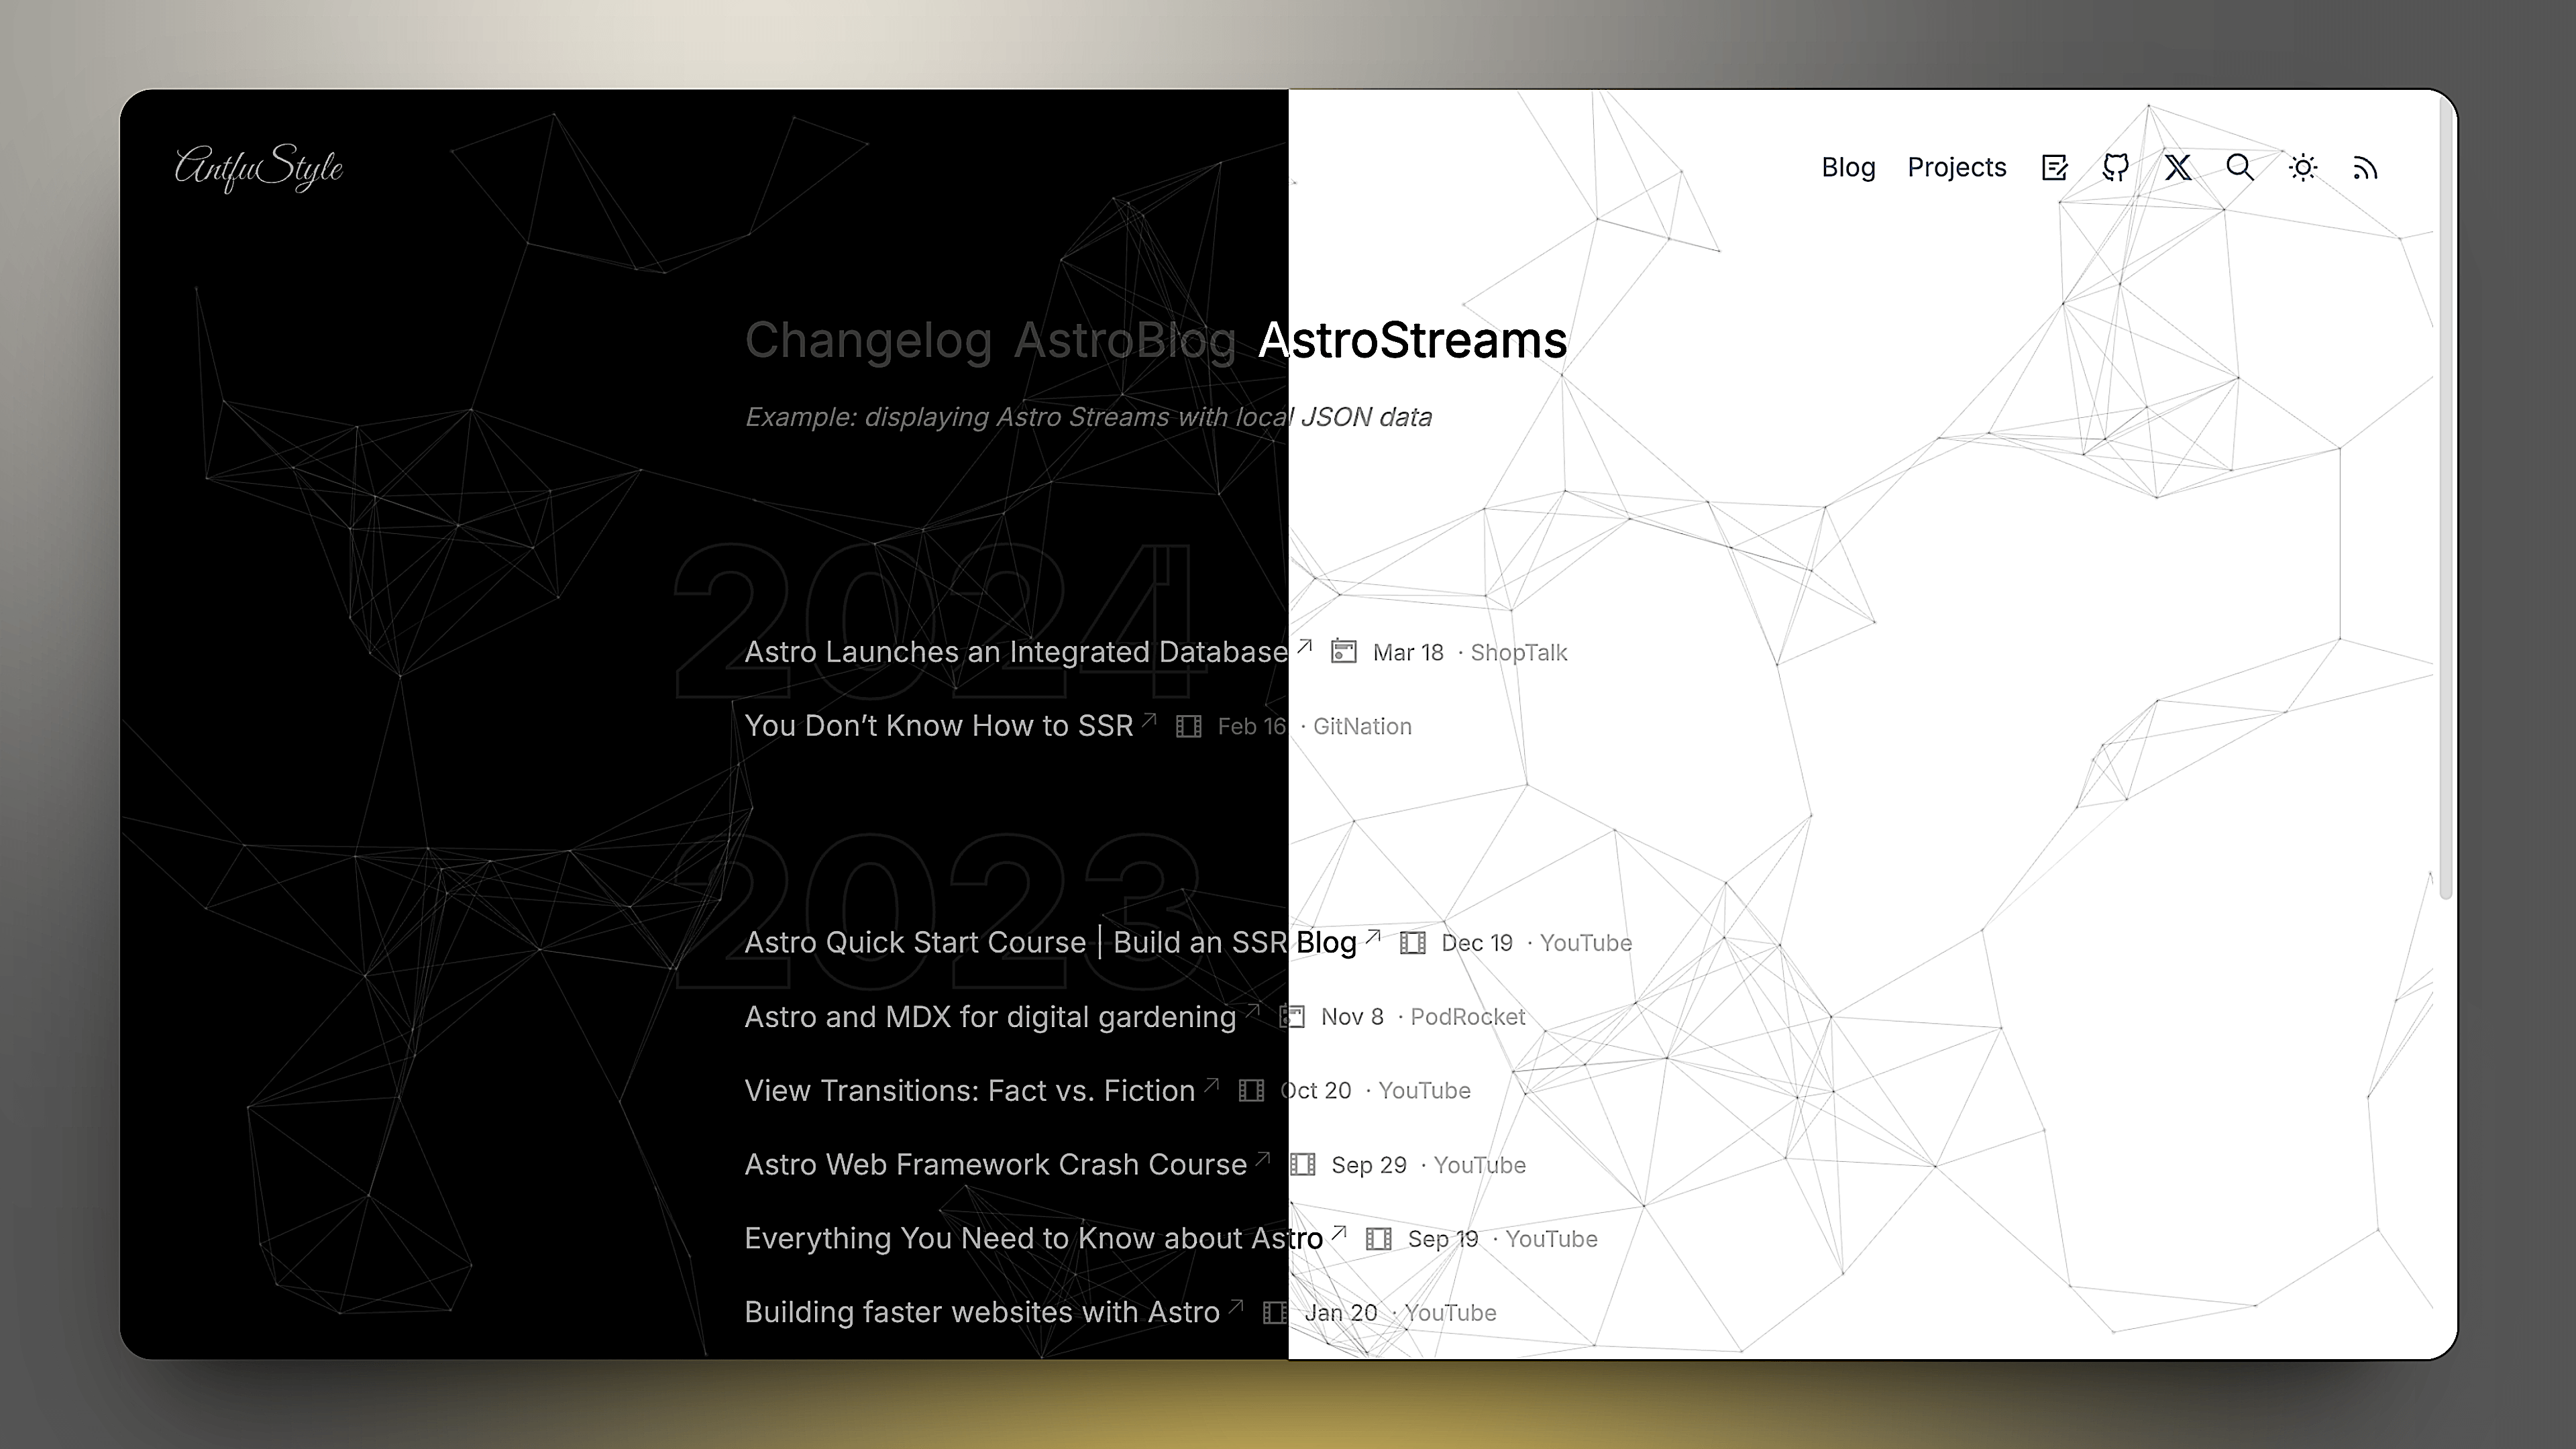 AntfuStyle
Blog Projects
Changelog AstroBlog AstroStreams
Example: displaying Astro Streams with local JSON data
2024
Astro Launches an Integrated Database Mar 18 · ShopTalk
You Don’t Know How to SSR Feb 16 · GitNation
2023
Astro Quick Start Course | Build an SSR Blog Dec 19 · YouTube
Astro and MDX for digital gardening Nov 8 · PodRocket
View Transitions: Fact vs. Fiction Oct 20 · YouTube
Astro Web Framework Crash Course Sep 29 · YouTube
Everything You Need to Know about Astro Sep 19 · YouTube
Building faster websites with Astro Jan 20 · YouTube